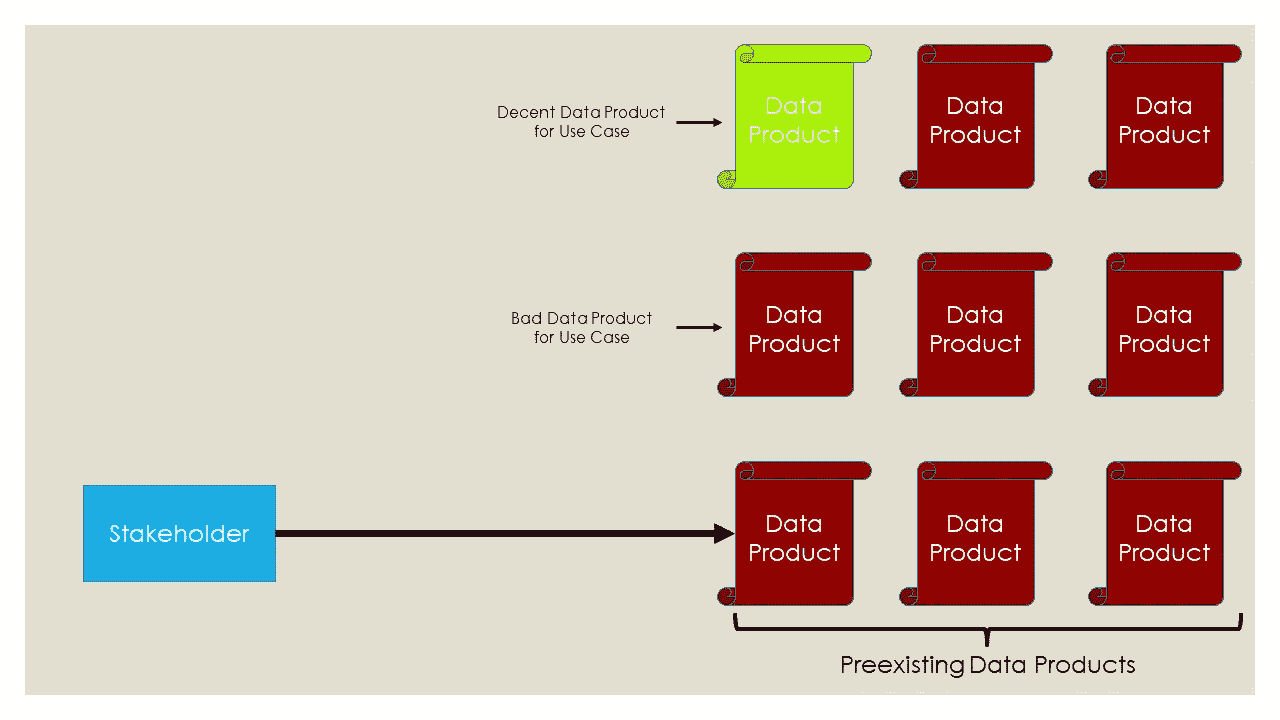 Decent Data Product
for Use Case
Data
Product
Data
Product
Data
Product
Bad Data Product
for Use Case
Data
Product
Data
Product
Data
Product
Stakeholder
Data
Product
Data
Product
Data
Product
Preexisting Data Products